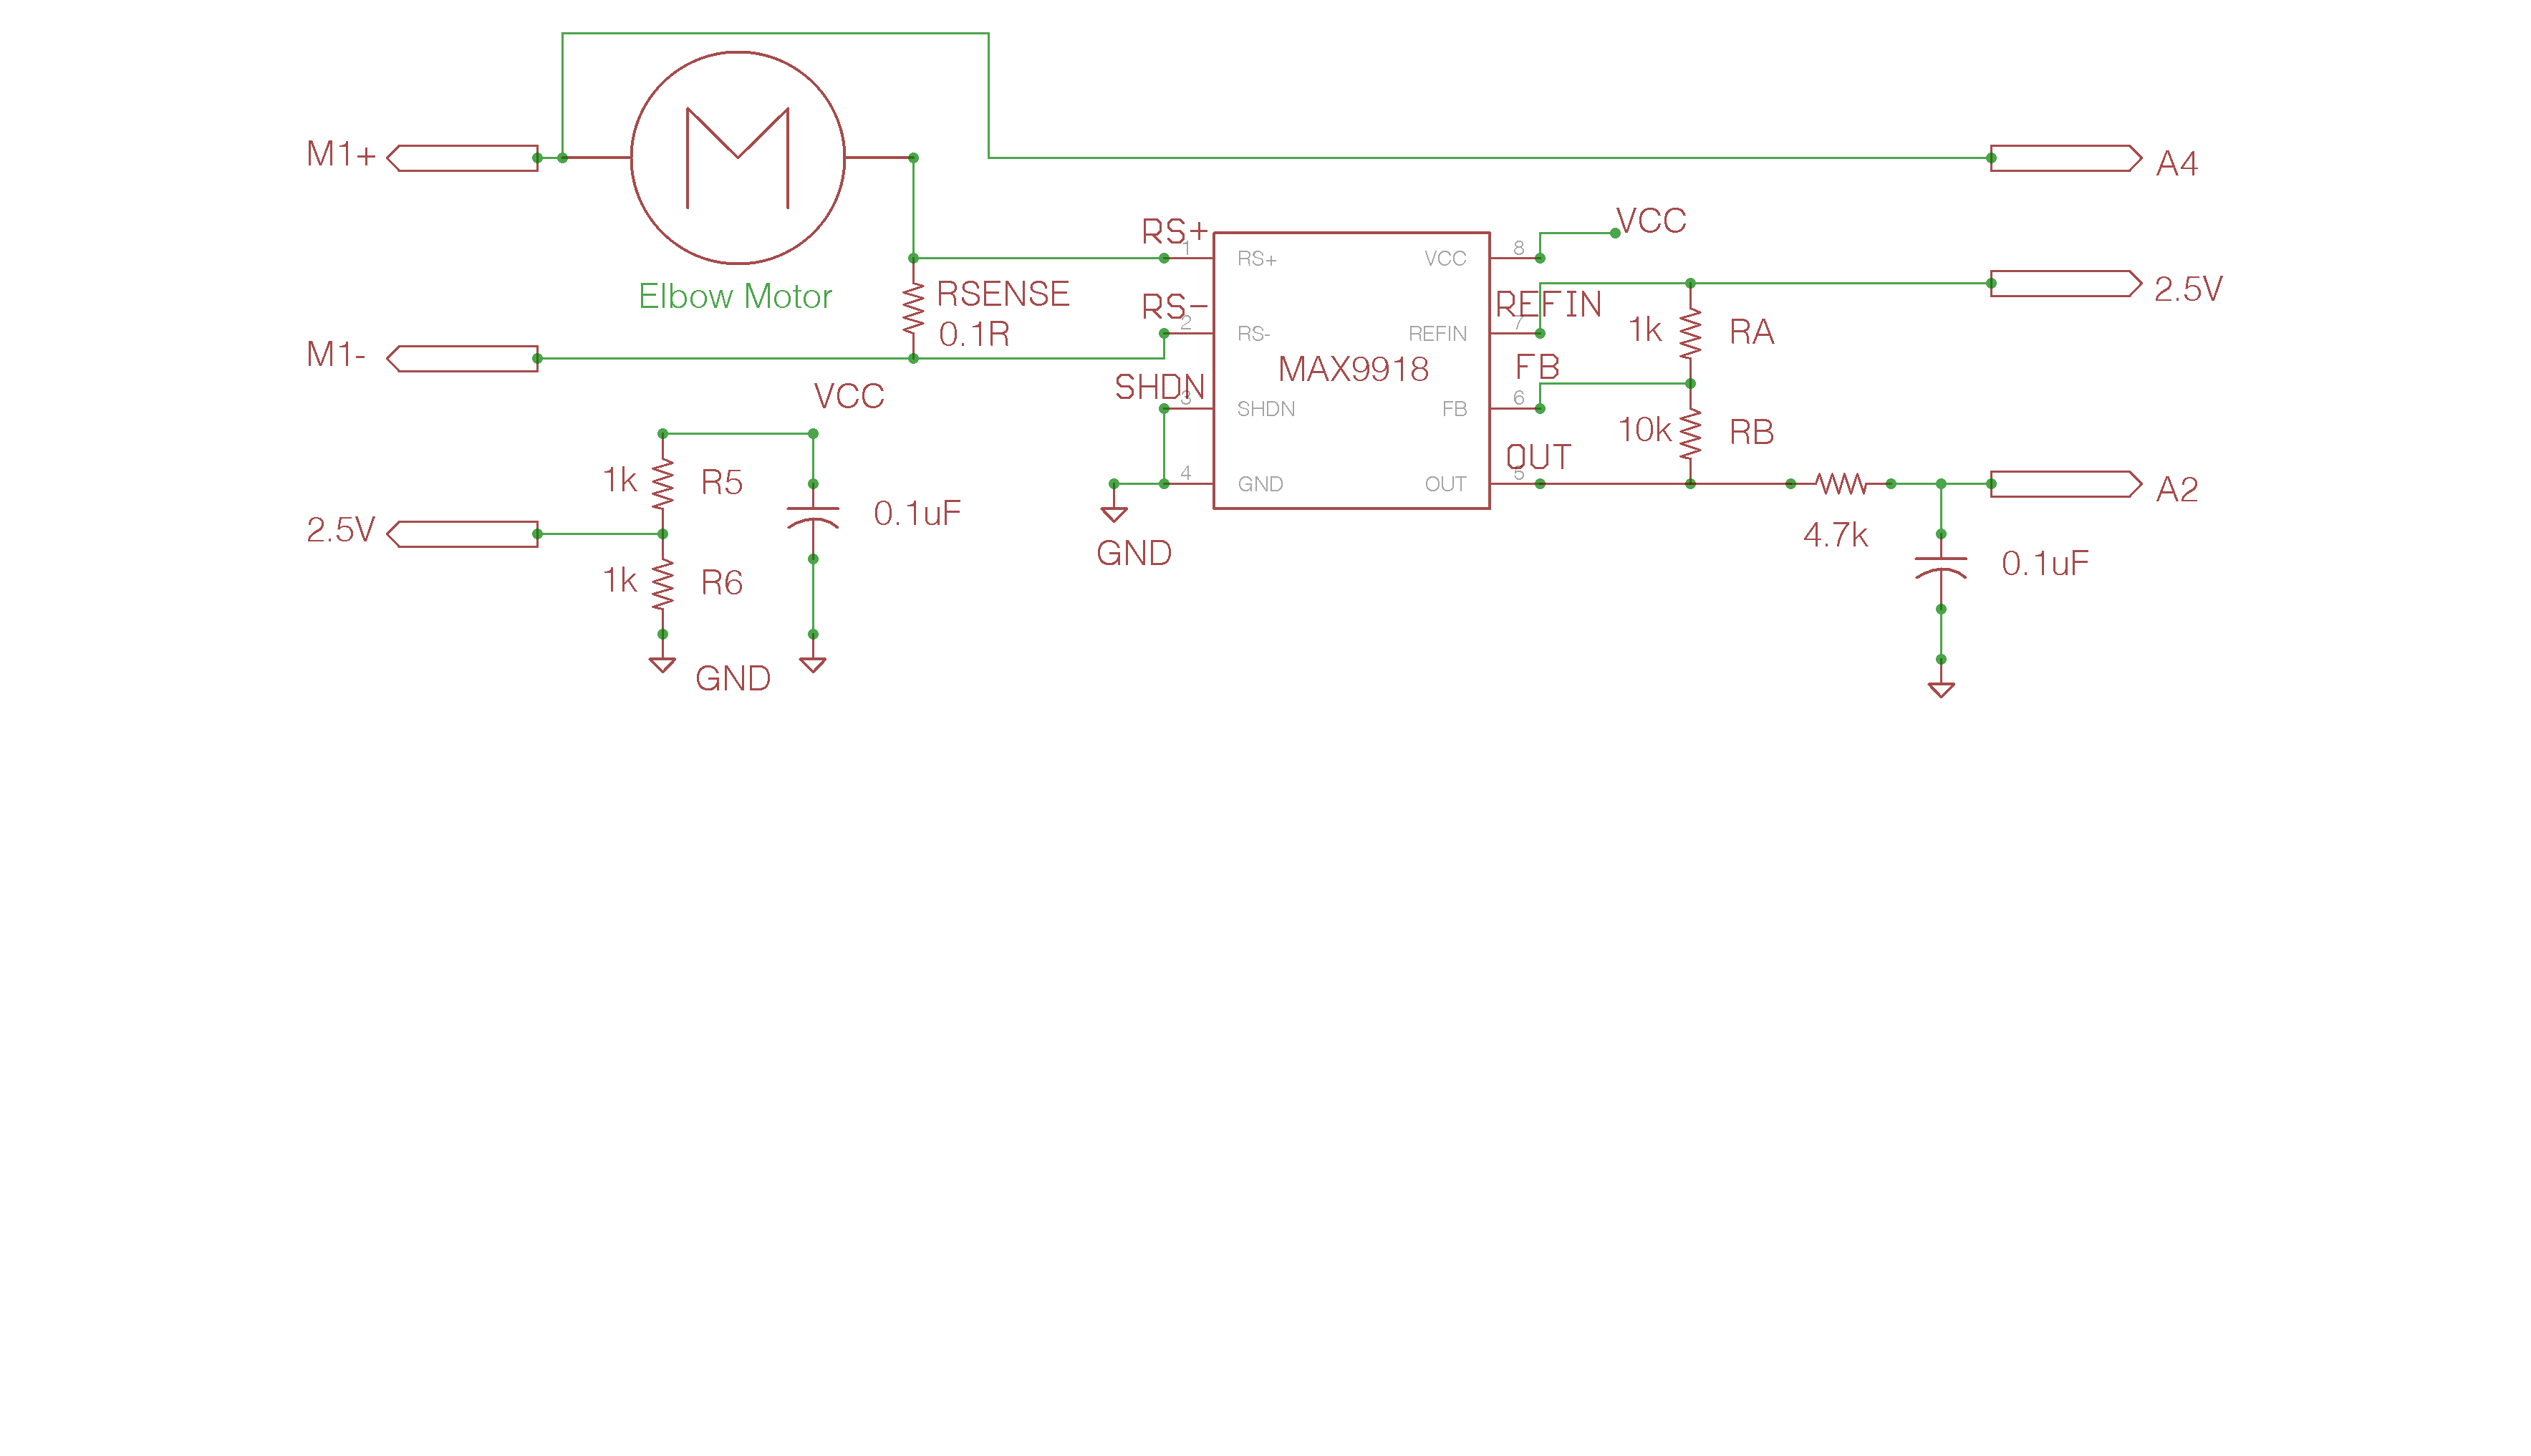 M1+
A4
RS+
1
RS+
VCC
8
VCC
Elbow Motor
RSENSE
0.1R
RS-
2
RS-
REFIN
7
REFIN
2.5V
1k
RA
M1-
MAX9918
FB
6
FB
SHDN
3
SHDN
VCC
10k
RB
1k
R5
0.1uF
4
GND
OUT
5
OUT
A2
2.5V
GND
4.7k
0.1uF
1k
R6
GND